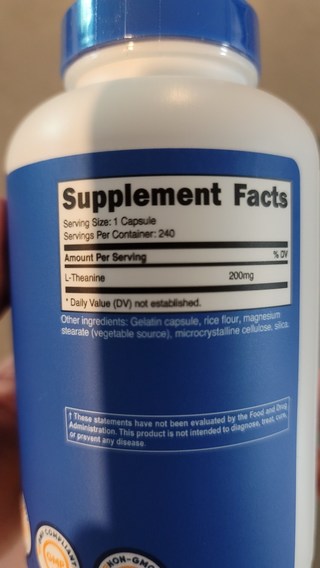 Supplement Facts
Serving Size: 1 Capsule
Servings Per Container: 240
Amount Per Serving % DV
L-Theanine 200mg
* Daily Value (DV) not established.
Other ingredients: Gelatin capsule, rice flour, magnesium
stearate (vegetable source), microcrystalline cellulose, silica.
† These statements have not been evaluated by the Food and Drug
Administration. This product is not intended to diagnose, treat, cure,
or prevent any disease.
GMP COMPLIANT
GMP
NON-GMO